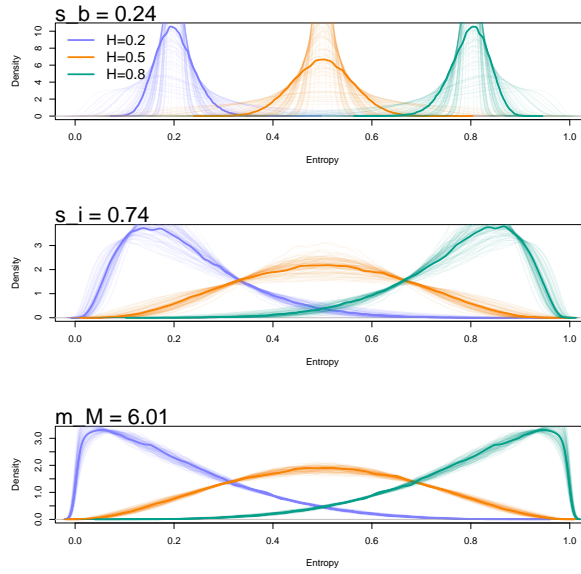 s_b = 0.24
Density
0 2 4 6 8 10
H=0.2
H=0.5
H=0.8
0.0 0.2 0.4 0.6 0.8 1.0
Entropy
s_i = 0.74
Density
0 1 2 3
0.0 0.2 0.4 0.6 0.8 1.0
Entropy
m_M = 6.01
Density
0.0 1.0 2.0 3.0
0.0 0.2 0.4 0.6 0.8 1.0
Entropy